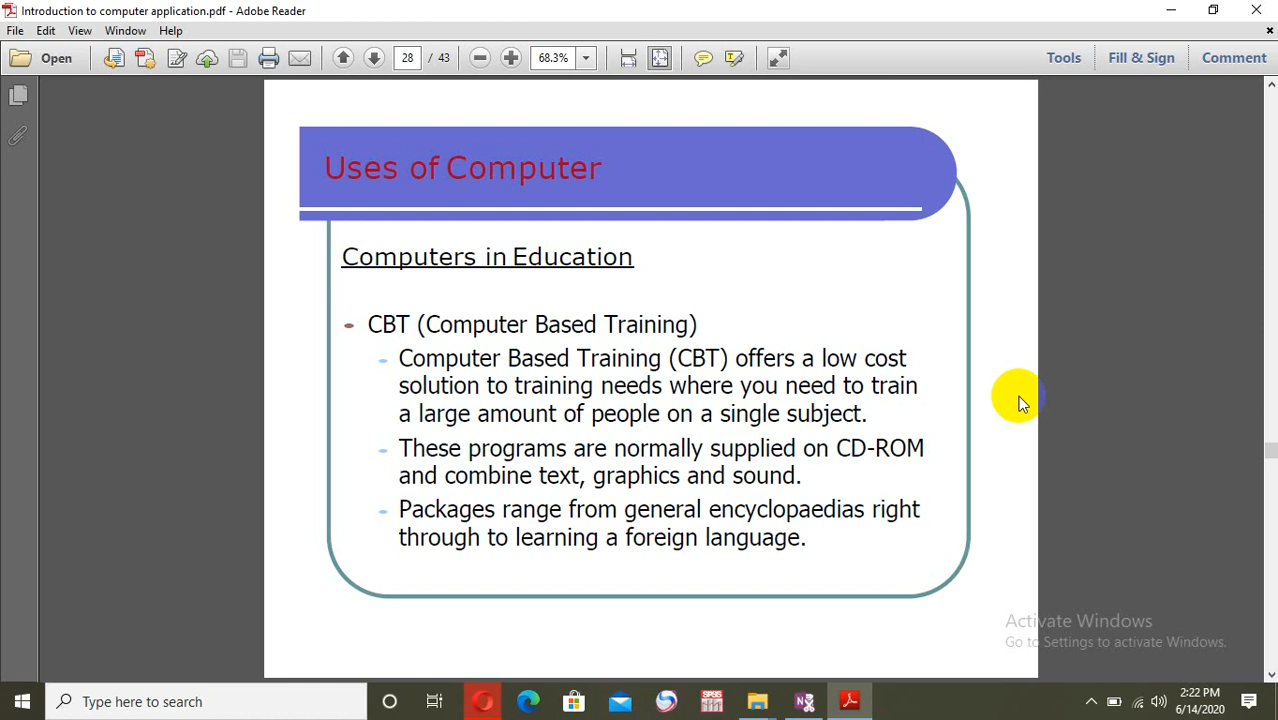 Introduction to computer application.pdf - Adobe Reader
File Edit View Window Help
Open 28 / 43 68.3% Tools Fill & Sign Comment
Uses of Computer
Computers in Education
CBT (Computer Based Training)
Computer Based Training (CBT) offers a low cost
solution to training needs where you need to train
a large amount of people on a single subject.
These programs are normally supplied on CD-ROM
and combine text, graphics and sound.
Packages range from general encyclopaedias right
through to learning a foreign language.
Activate Windows
Go to Settings to activate Windows.
Type here to search
SPSS
N
2:22 PM
6/14/2020